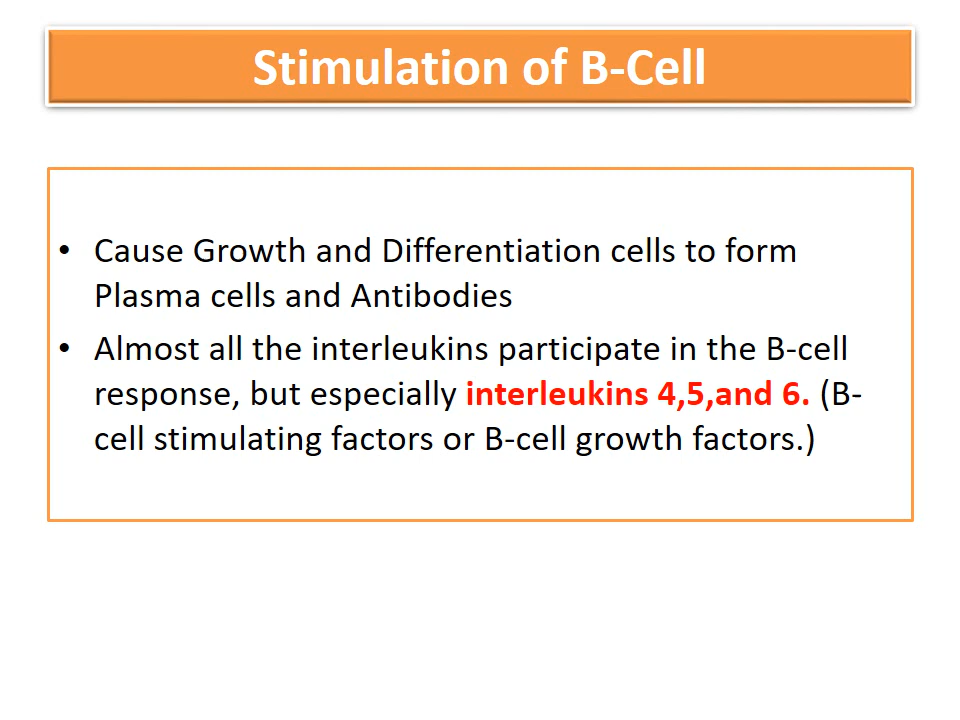 Stimulation of B-Cell
• Cause Growth and Differentiation cells to form
Plasma cells and Antibodies
• Almost all the interleukins participate in the B-cell
response, but especially interleukins 4,5,and 6. (B-
cell stimulating factors or B-cell growth factors.)